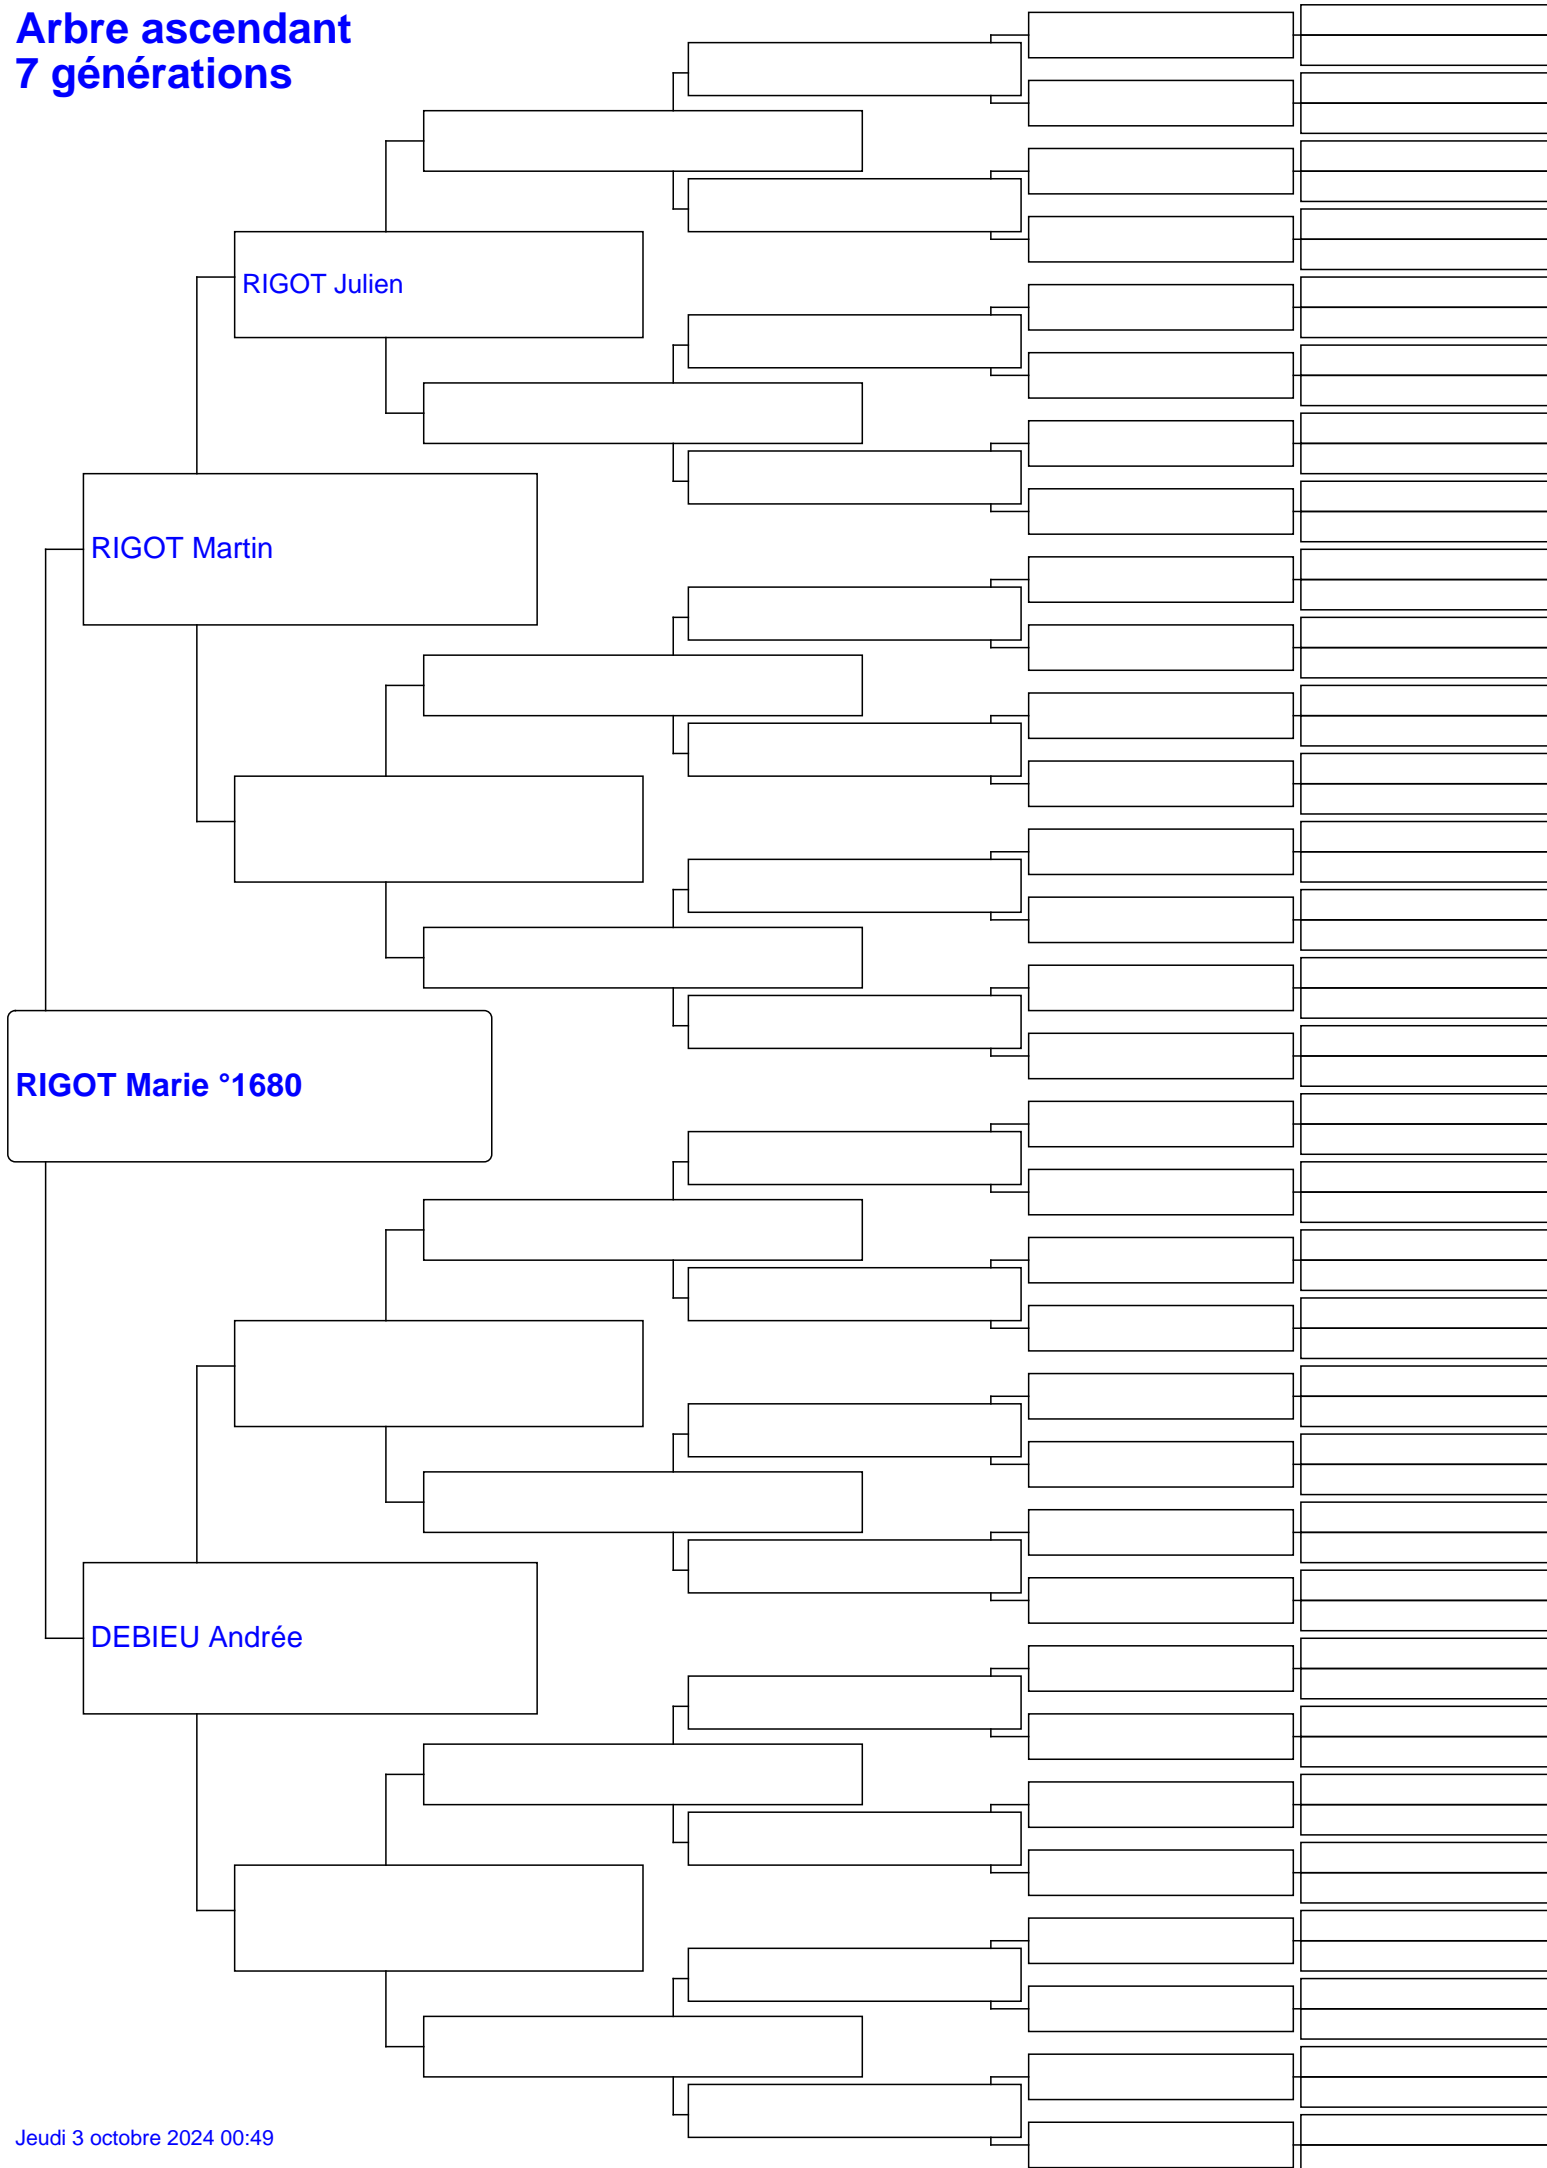 Arbre ascendant
7 générations
RIGOT Julien
RIGOT Martin
RIGOT Marie °1680
DEBIEU Andrée
Jeudi 3 octobre 2024 00:49